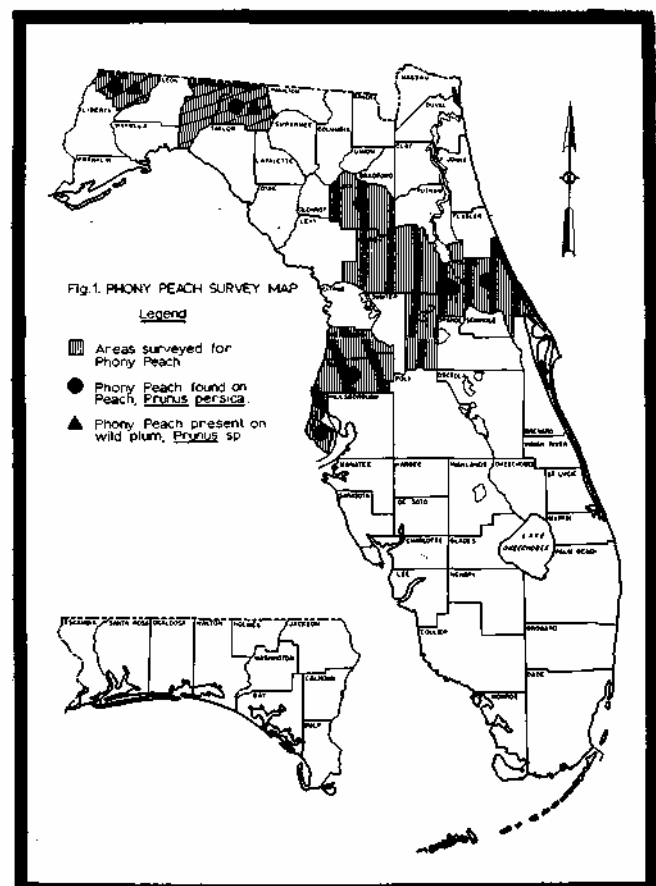 NASSAU
DUVAL
LEON
LIBERTY
WAKULLA
FRANKLIN
TAYLOR
SUWANNEE
COLUMBIA
LAFAYETTE
DIXIE
UNION
BRADFORD
CLAY
ST JOHNS
PUTNAM
FLAGLER
GILCHRIST
LEVY
SUMTER
SEMINOLE
Fig.1. PHONY PEACH SURVEY MAP
Legend
Areas surveyed for
Phony Peach
Phony Peach found on
Peach, Prunus persica.
Phony Peach present on
wild plum, Prunus sp
POLK
OSCEOLA
HILLSBOROUGH
BREVARD
INDIAN RIVER
MANATEE
HARDEE
HIGHLANDS
OKEECHOBEE
ST LUCIE
SARASOTA
DE SOTO
MARTIN
CHARLOTTE
GLADES
LAKE
OKEECHOBEE
PALM BEACH
LEE
HENDRY
COLLIER
BROWARD
DADE
MONROE
ESCAMBIA
SANTA ROSA
OKALOOSA
WALTON
HOLMES
JACKSON
WASHINGTON
BAY
CALHOUN
GULF